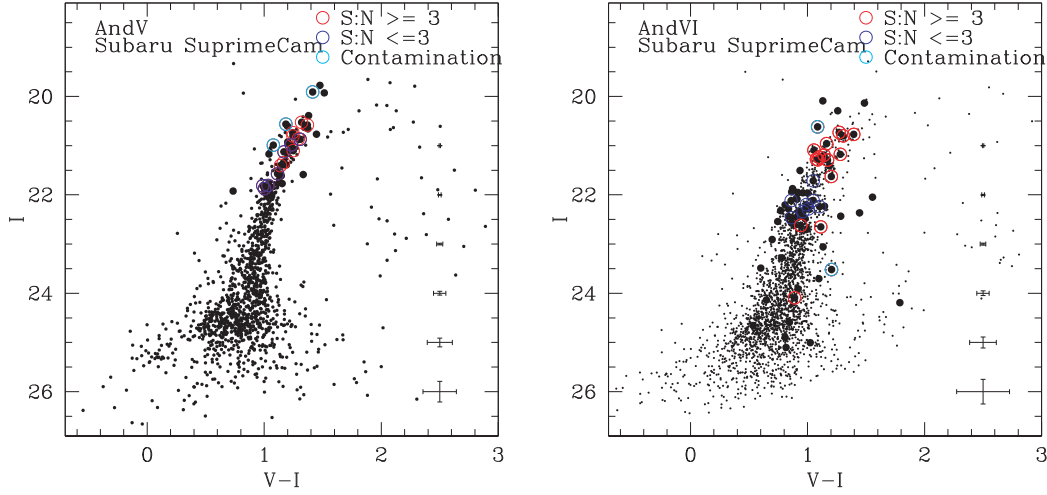 AndV
Subaru SuprimeCam
S:N >= 3
S:N <=3
Contamination
20
22
24
26
I
0
1
2
3
V-I
AndVI
Subaru SuprimeCam
S:N >= 3
S:N <=3
Contamination
20
22
24
26
I
0
1
2
3
V-I